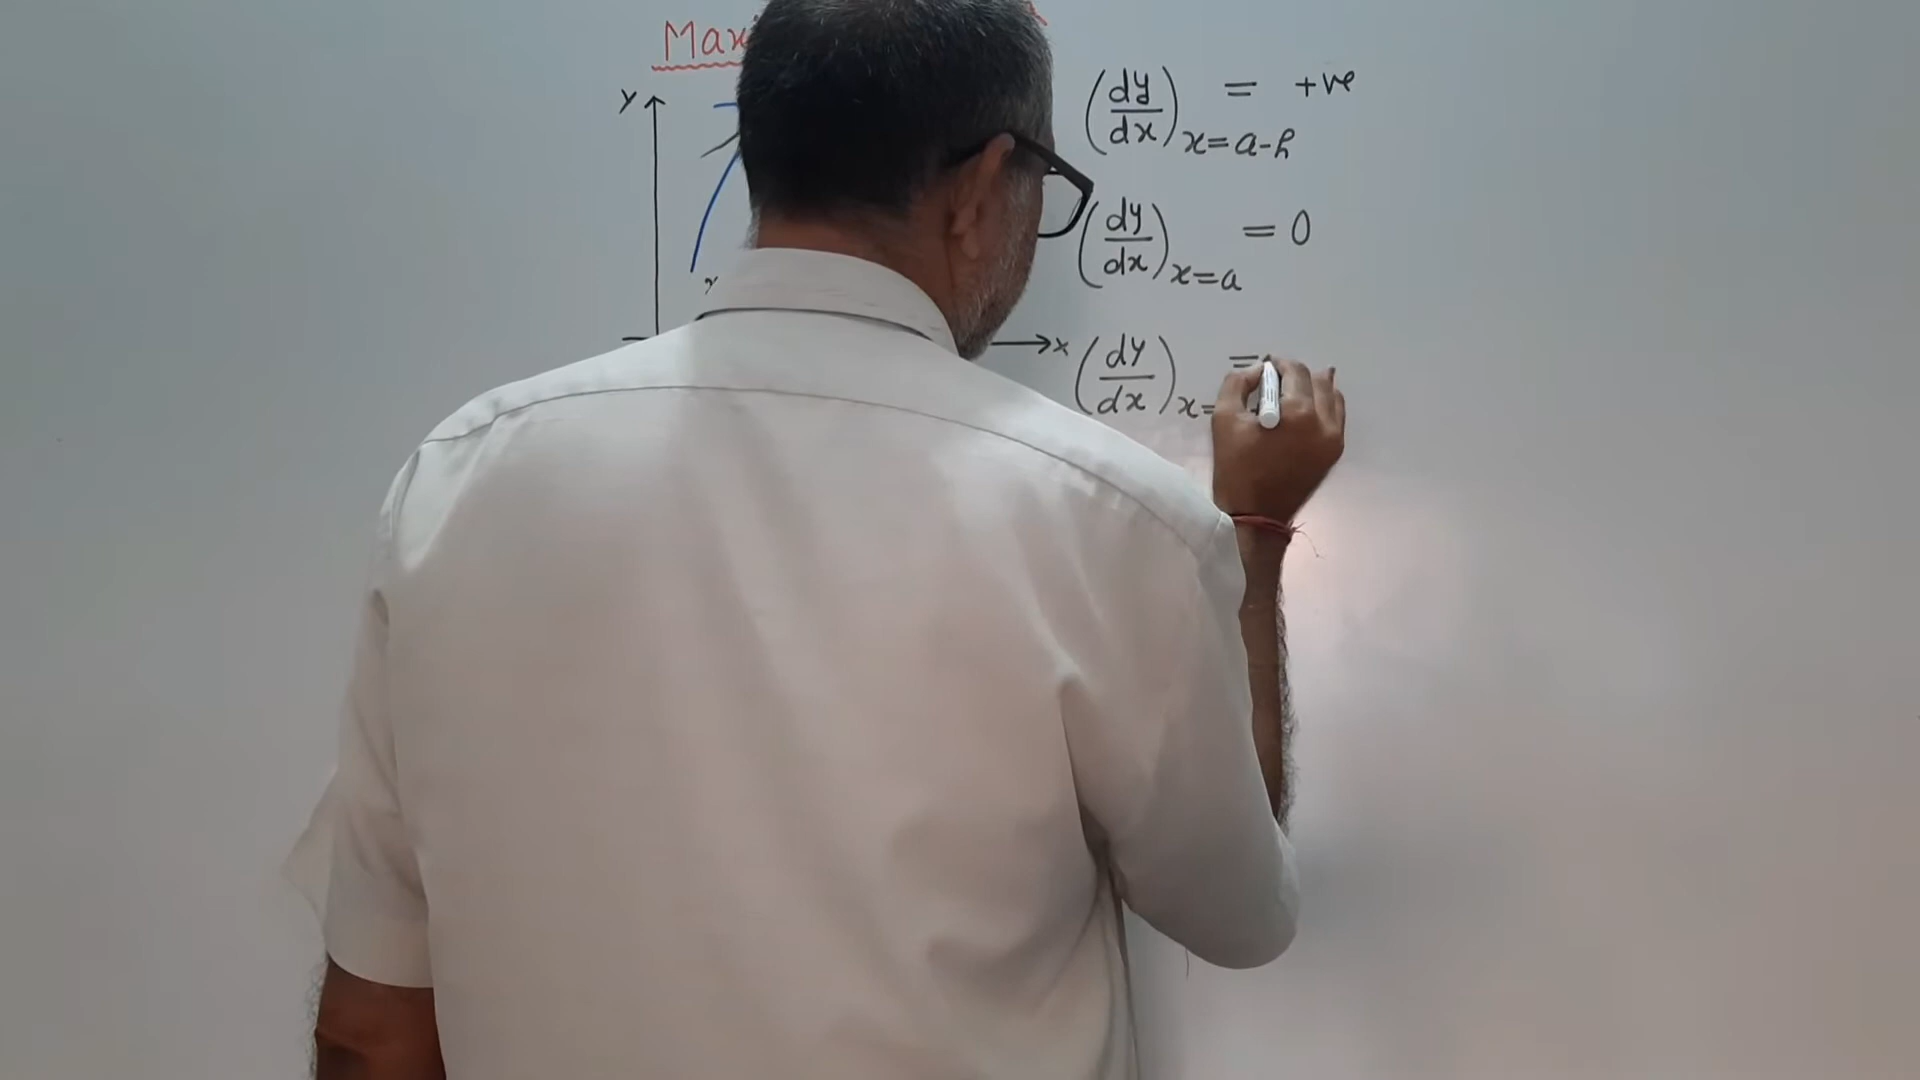 Max
Y
(dy/dx) x=a-h = +ve
(dy/dx) x=a = 0
x
(dy/dx) x= =